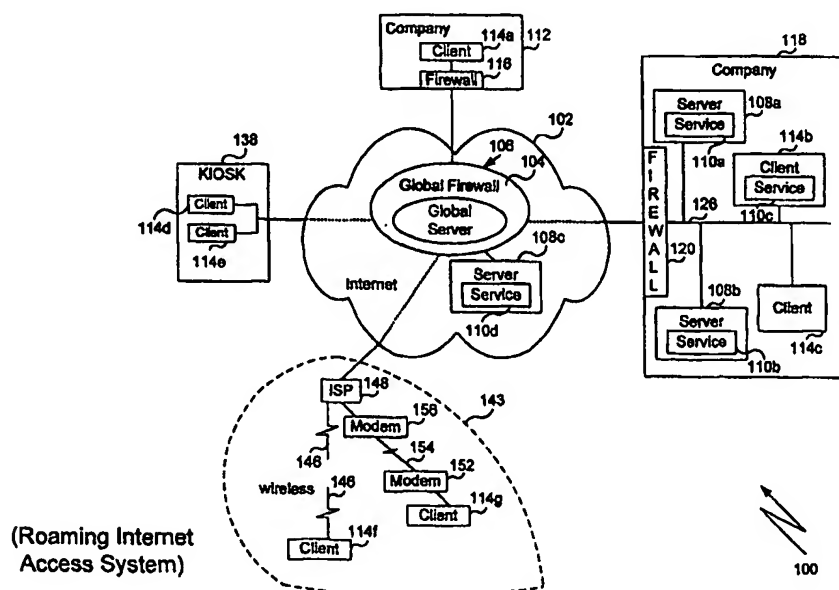 Company
114a
112
Client
Firewall
116
118
Company
Server
108a
Service
110a
114b
Client
Service
110c
126
FIREWALL
120
108b
Server
Service
110b
Client
114c
102
106
104
Global Firewall
Global
Server
108c
Server
Service
110d
Internet
138
KIOSK
Client
114d
Client
114e
ISP
148
143
Modem
156
146
154
wireless
146
Modem
152
Client
114g
Client
114f
(Roaming Internet
Access System)
100